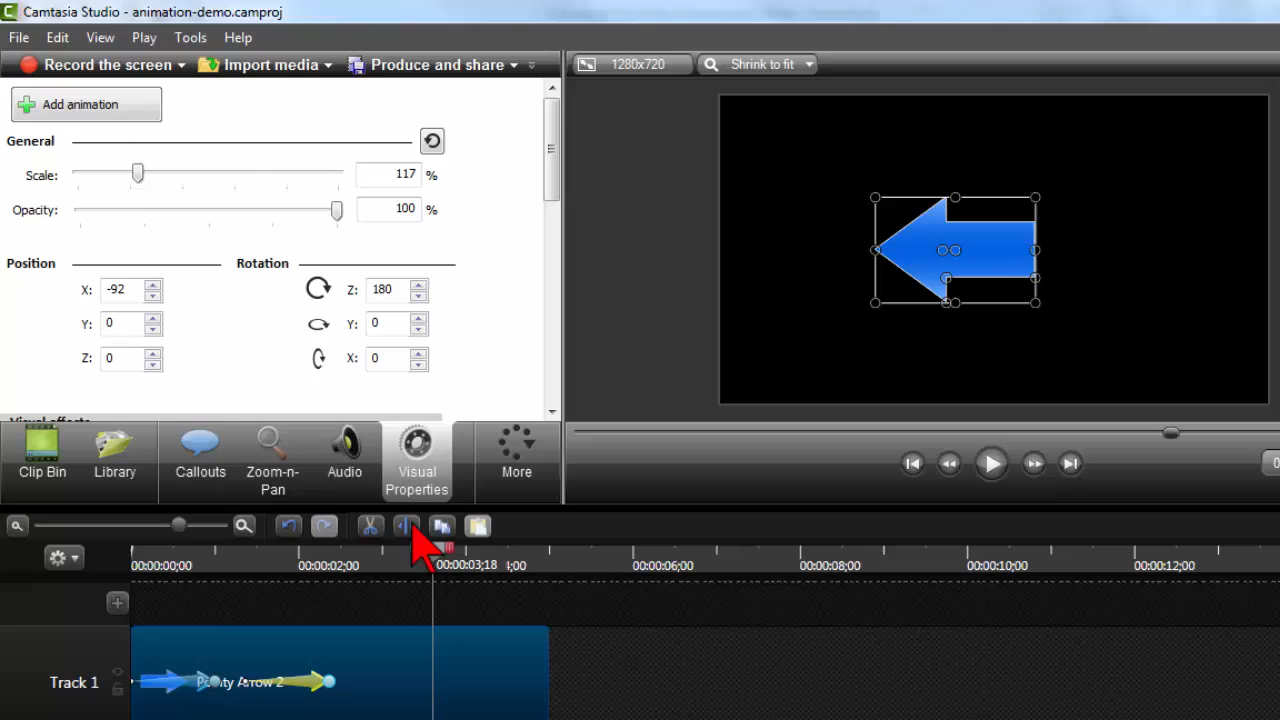 Camtasia Studio - animation-demo.camproj
File Edit View Play Tools Help
Record the screen Import media Produce and share
1280x720 Shrink to fit
Add animation
General
Scale: 117 %
Opacity: 100 %
Position Rotation
X: -92 Z: 180
Y: 0 Y: 0
Z: 0 X: 0
Visual effects
Clip Bin Library Callouts Zoom-n-Pan Audio Visual Properties More
00:00:00;00 00:00:02;00 00:00:03;18 ;00 00:00:06;00 00:00:08;00 00:00:10;00 00:00:12;00
Track 1 Pointy Arrow 2